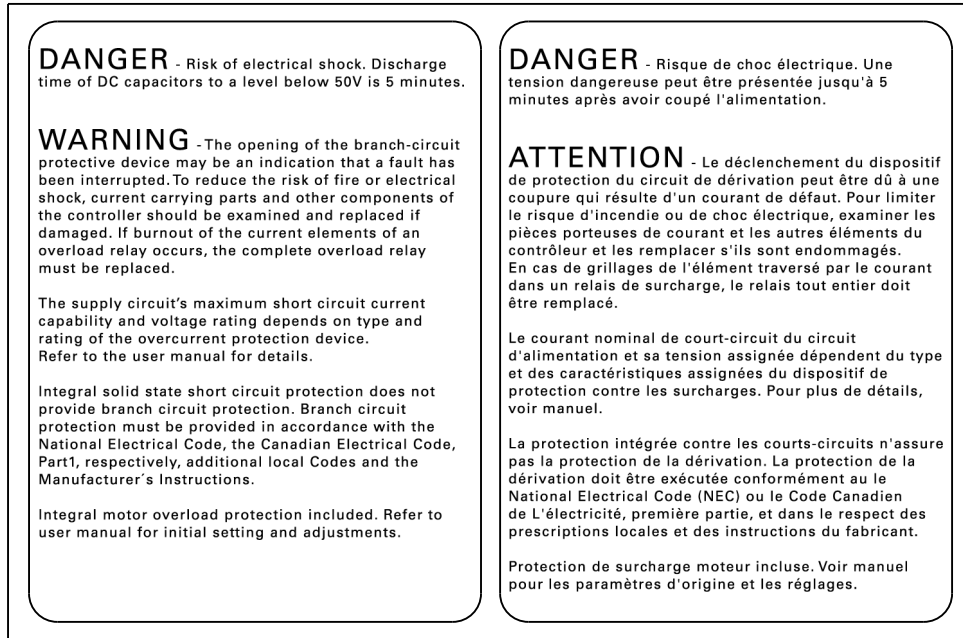 DANGER - Risk of electrical shock. Discharge
time of DC capacitors to a level below 50V is 5 minutes.
WARNING - The opening of the branch-circuit
protective device may be an indication that a fault has
been interrupted. To reduce the risk of fire or electrical
shock, current carrying parts and other components of
the controller should be examined and replaced if
damaged. If burnout of the current elements of an
overload relay occurs, the complete overload relay
must be replaced.
The supply circuit's maximum short circuit current
capability and voltage rating depends on type and
rating of the overcurrent protection device.
Refer to the user manual for details.
Integral solid state short circuit protection does not
provide branch circuit protection. Branch circuit
protection must be provided in accordance with the
National Electrical Code, the Canadian Electrical Code,
Part1, respectively, additional local Codes and the
Manufacturer´s Instructions.
Integral motor overload protection included. Refer to
user manual for initial setting and adjustments.
DANGER - Risque de choc électrique. Une
tension dangereuse peut être présentée jusqu'à 5
minutes après avoir coupé l'alimentation.
ATTENTION - Le déclenchement du dispositif
de protection du circuit de dérivation peut être dû à une
coupure qui résulte d'un courant de défaut. Pour limiter
le risque d'incendie ou de choc électrique, examiner les
pièces porteuses de courant et les autres éléments du
contrôleur et les remplacer s'ils sont endommagés.
En cas de grillages de l'élément traversé par le courant
dans un relais de surcharge, le relais tout entier doit
être remplacé.
Le courant nominal de court-circuit du circuit
d'alimentation et sa tension assignée dépendent du type
et des caractéristiques assignées du dispositif de
protection contre les surcharges. Pour plus de détails,
voir manuel.
La protection intégrée contre les courts-circuits n'assure
pas la protection de la dérivation. La protection de la
dérivation doit être exécutée conformément au le
National Electrical Code (NEC) ou le Code Canadien
de L'électricité, première partie, et dans le respect des
prescriptions locales et des instructions du fabricant.
Protection de surcharge moteur incluse. Voir manuel
pour les paramètres d'origine et les réglages.